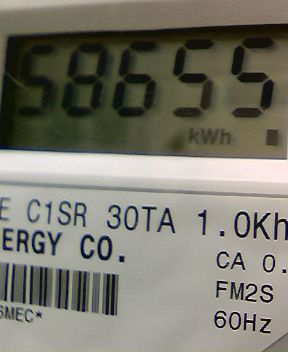 58655
kWh
E C1SR 30TA 1.0Kh
ERGY CO.
CA 0.
FM2S
60Hz
SMEC*